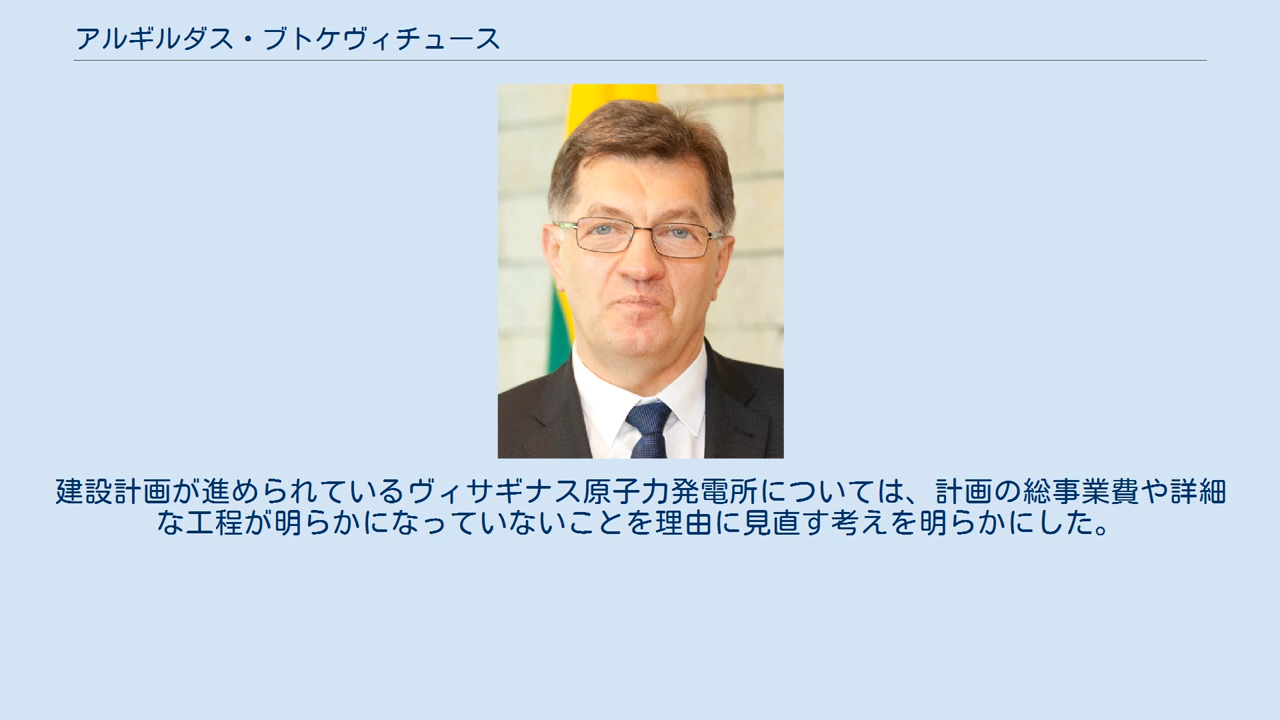 アルギルダス・ブトケヴィチュース
建設計画が進められているヴィサギナス原子力発電所については、計画の総事業費や詳細
な工程が明らかになっていないことを理由に見直す考えを明らかにした。